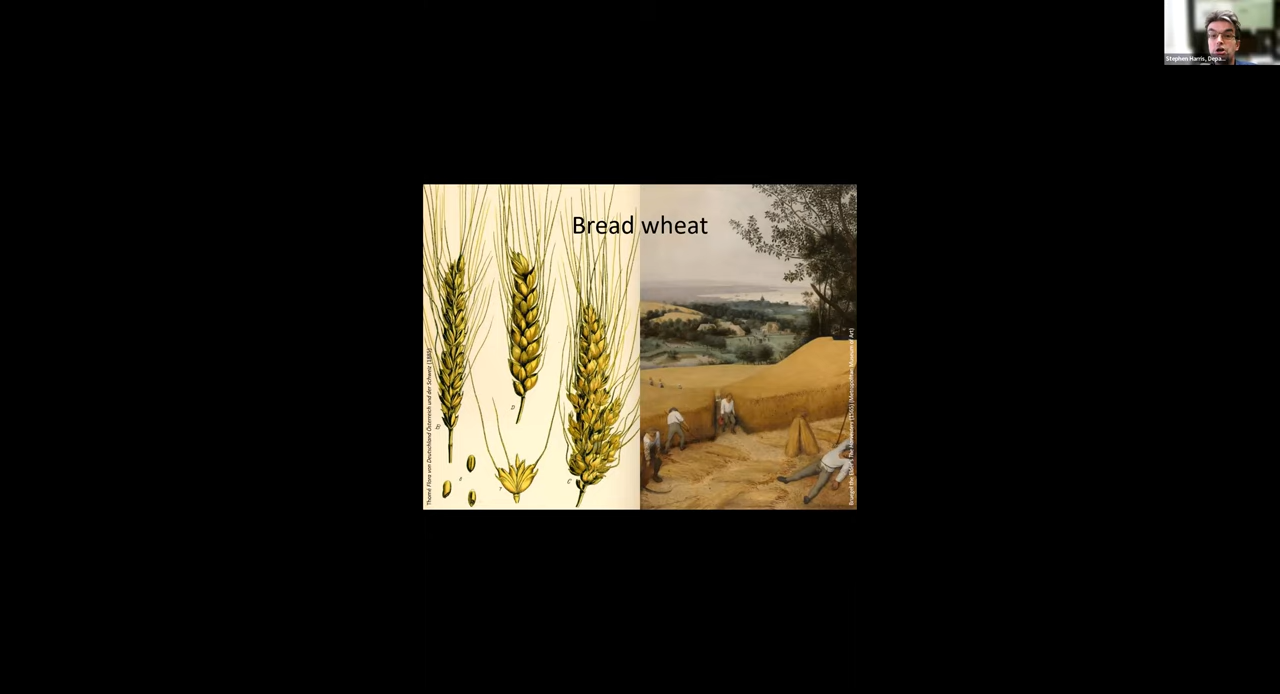 Stephen Harris, Depa...
Bread wheat
Thomé Flora von Deutschland Österreich und der Schweiz (1885)
Bruegel the Elder's The Harvesters (1565) (Metropolitan Museum of Art)
D
C